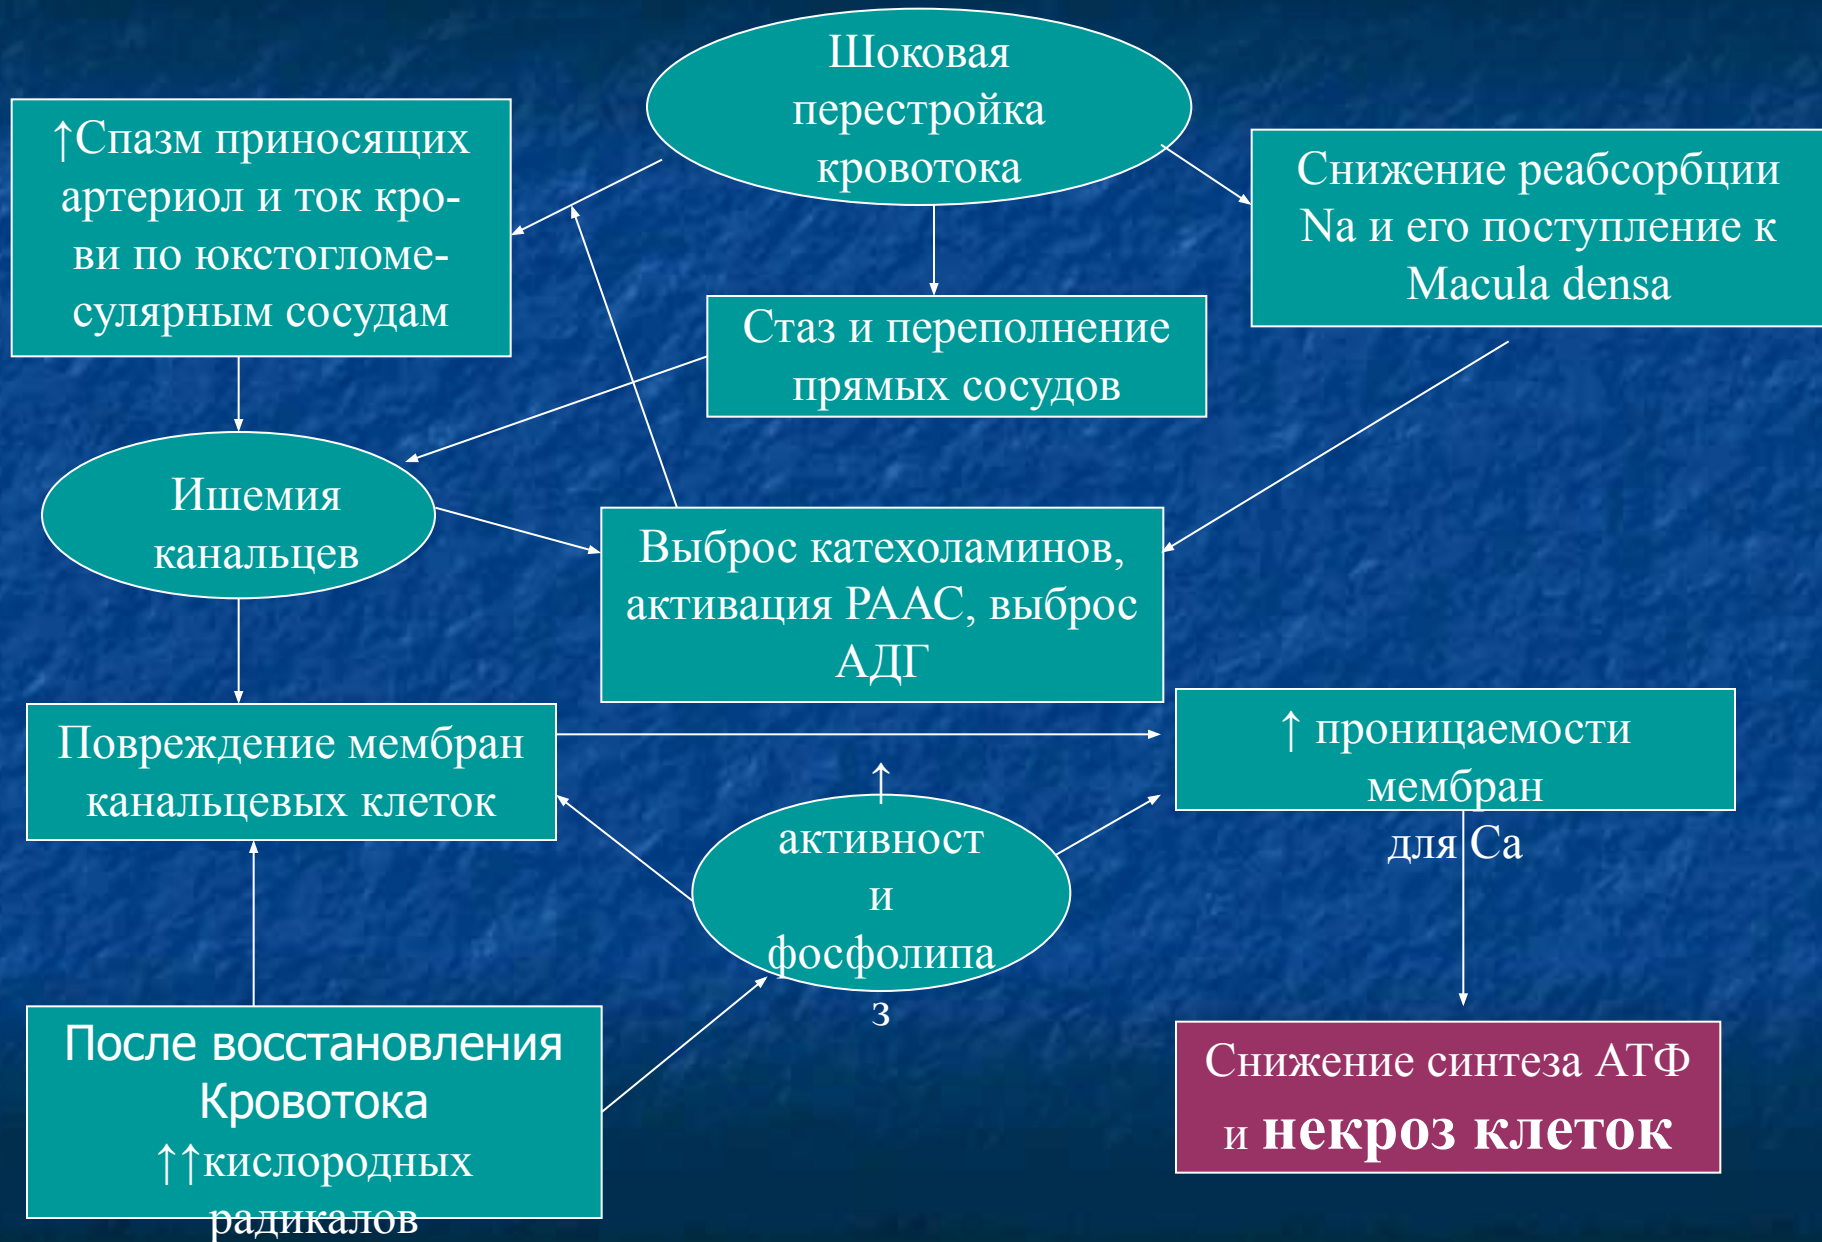 Шоковая
перестройка
кровотока
↑Спазм приносящих
артериол и ток кро-
ви по юкстогломе-
сулярным сосудам
Снижение реабсорбции
Na и его поступление к
Macula densa
Стаз и переполнение
прямых сосудов
Ишемия
канальцев
Выброс катехоламинов,
активация РААС, выброс
АДГ
Повреждение мембран
канальцевых клеток
↑ проницаемости
мембран
для Са
↑
активност
и
фосфолипа
з
После восстановления
Кровотока
↑↑кислородных
радикалов
Снижение синтеза АТФ
и некроз клеток